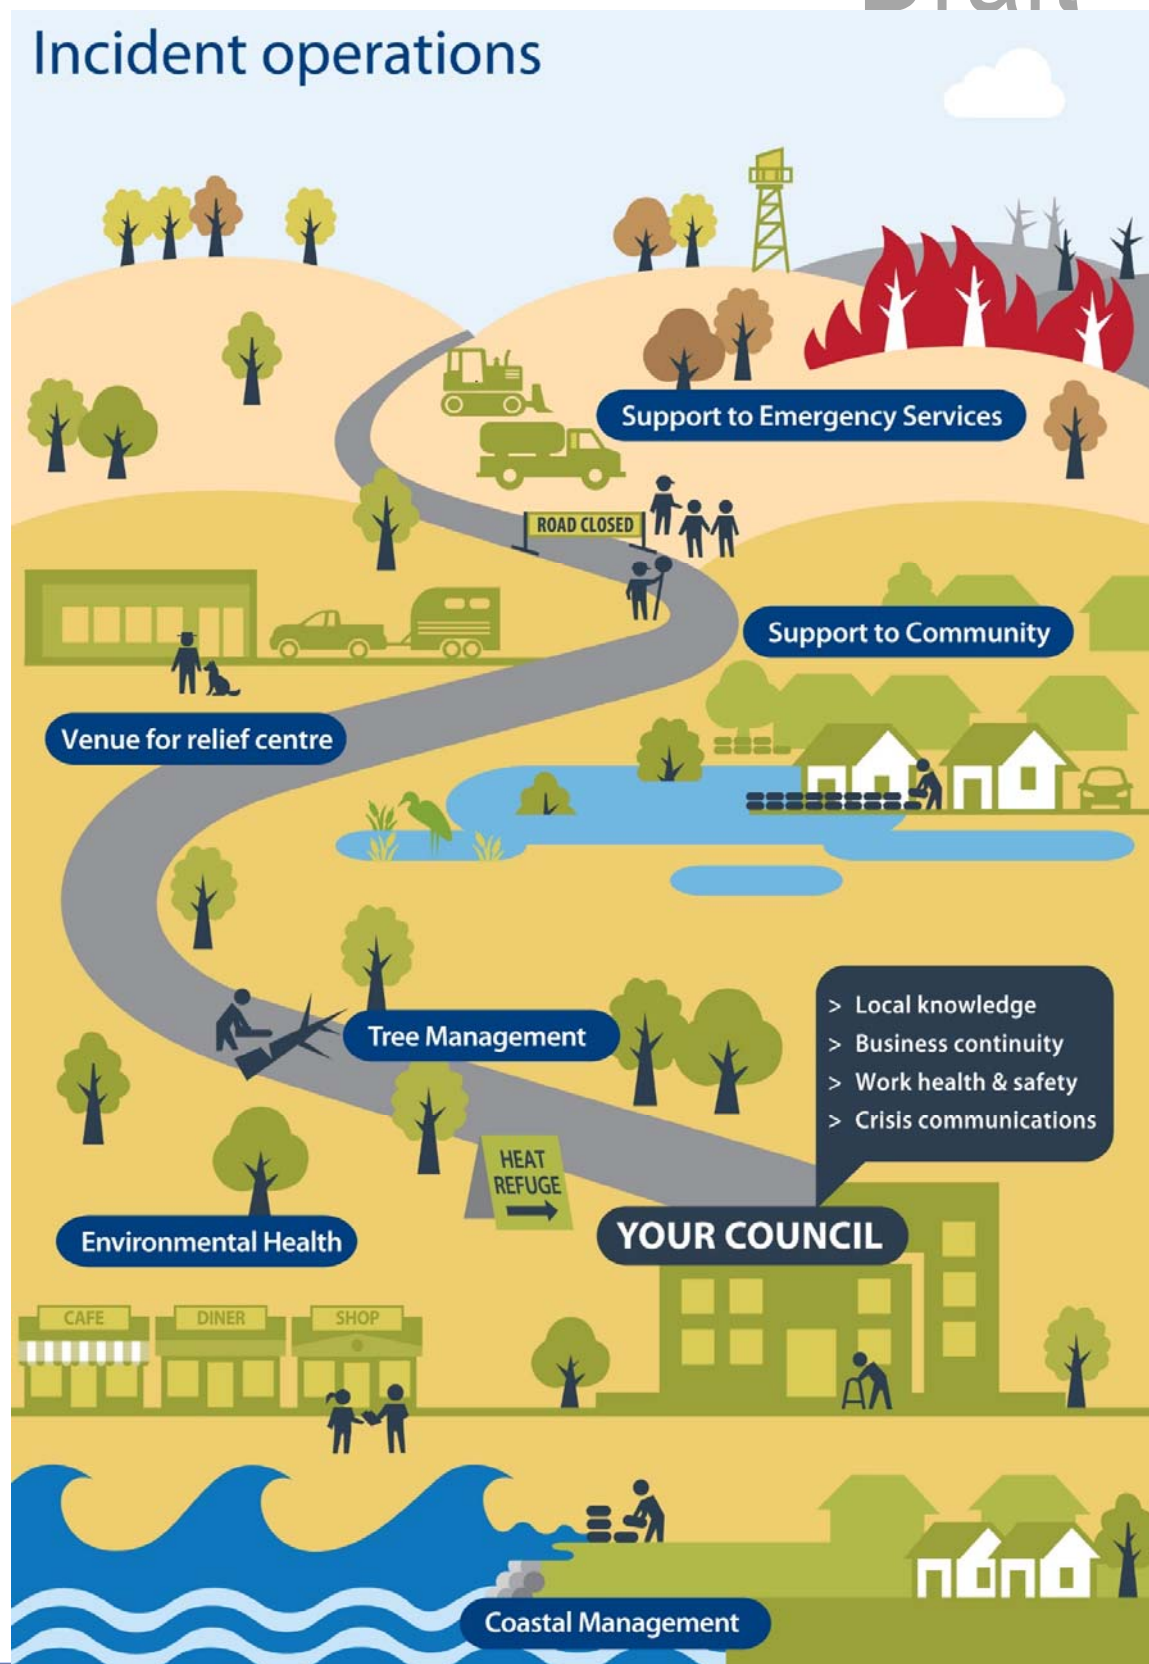 Draft
Incident operations
Support to Emergency Services
ROAD CLOSED
Support to Community
Venue for relief centre
> Local knowledge
> Business continuity
> Work health & safety
> Crisis communications
Tree Management
HEAT
REFUGE
YOUR COUNCIL
Environmental Health
CAFE
DINER
SHOP
Coastal Management